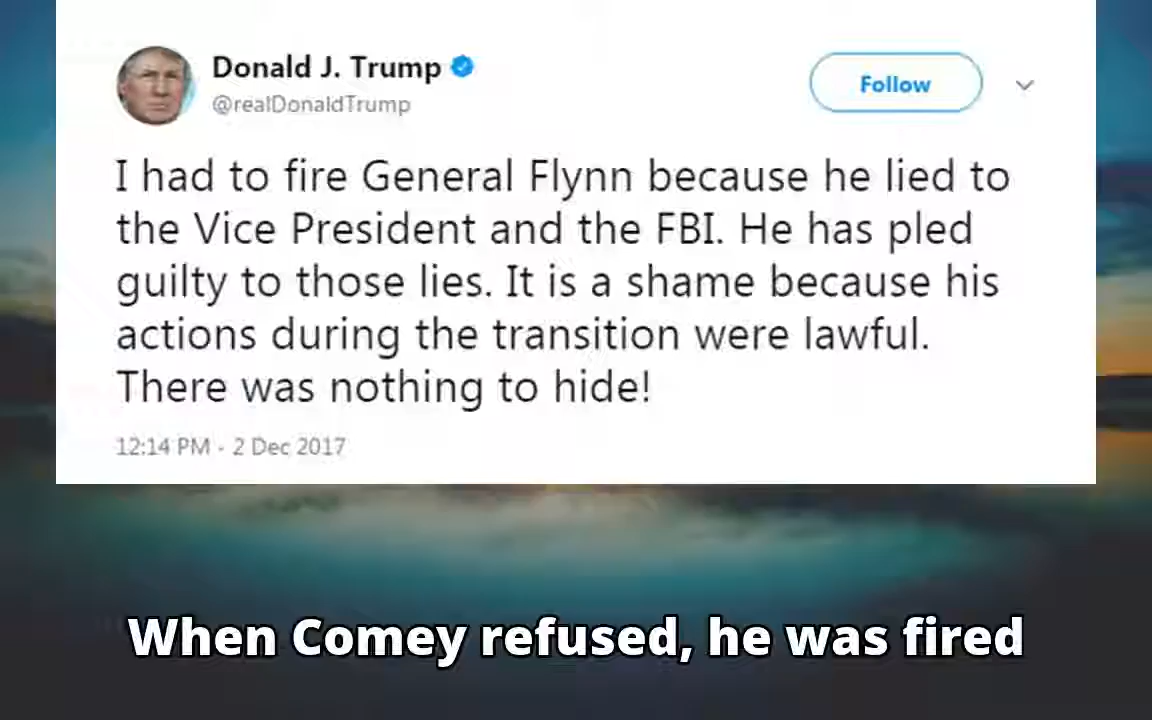 Donald J. Trump
@realDonaldTrump
Follow
I had to fire General Flynn because he lied to
the Vice President and the FBI. He has pled
guilty to those lies. It is a shame because his
actions during the transition were lawful.
There was nothing to hide!
12:14 PM - 2 Dec 2017
When Comey refused, he was fired